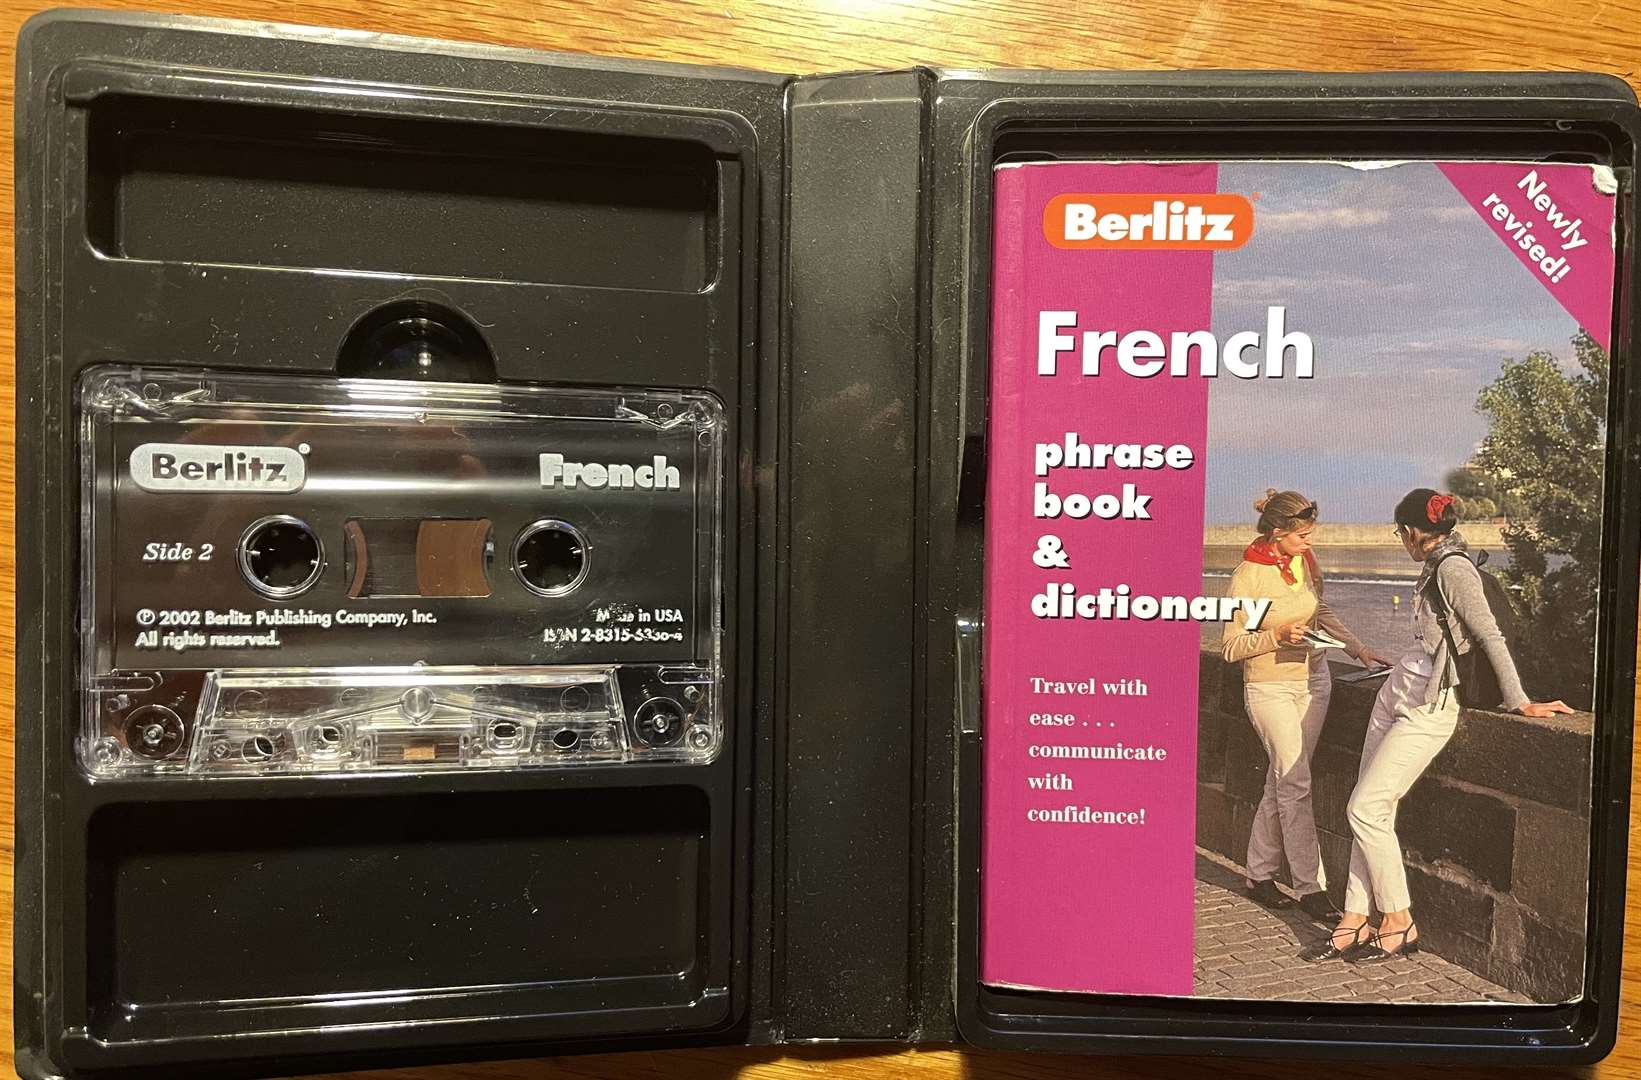 Berlitz®
French
Side 2
℗ 2002 Berlitz Publishing Company, Inc.
All rights reserved.
in USA
Berlitz
Newly
revised!
French
phrase
book
&
dictionary
Travel with
ease . . .
communicate
with
confidence!